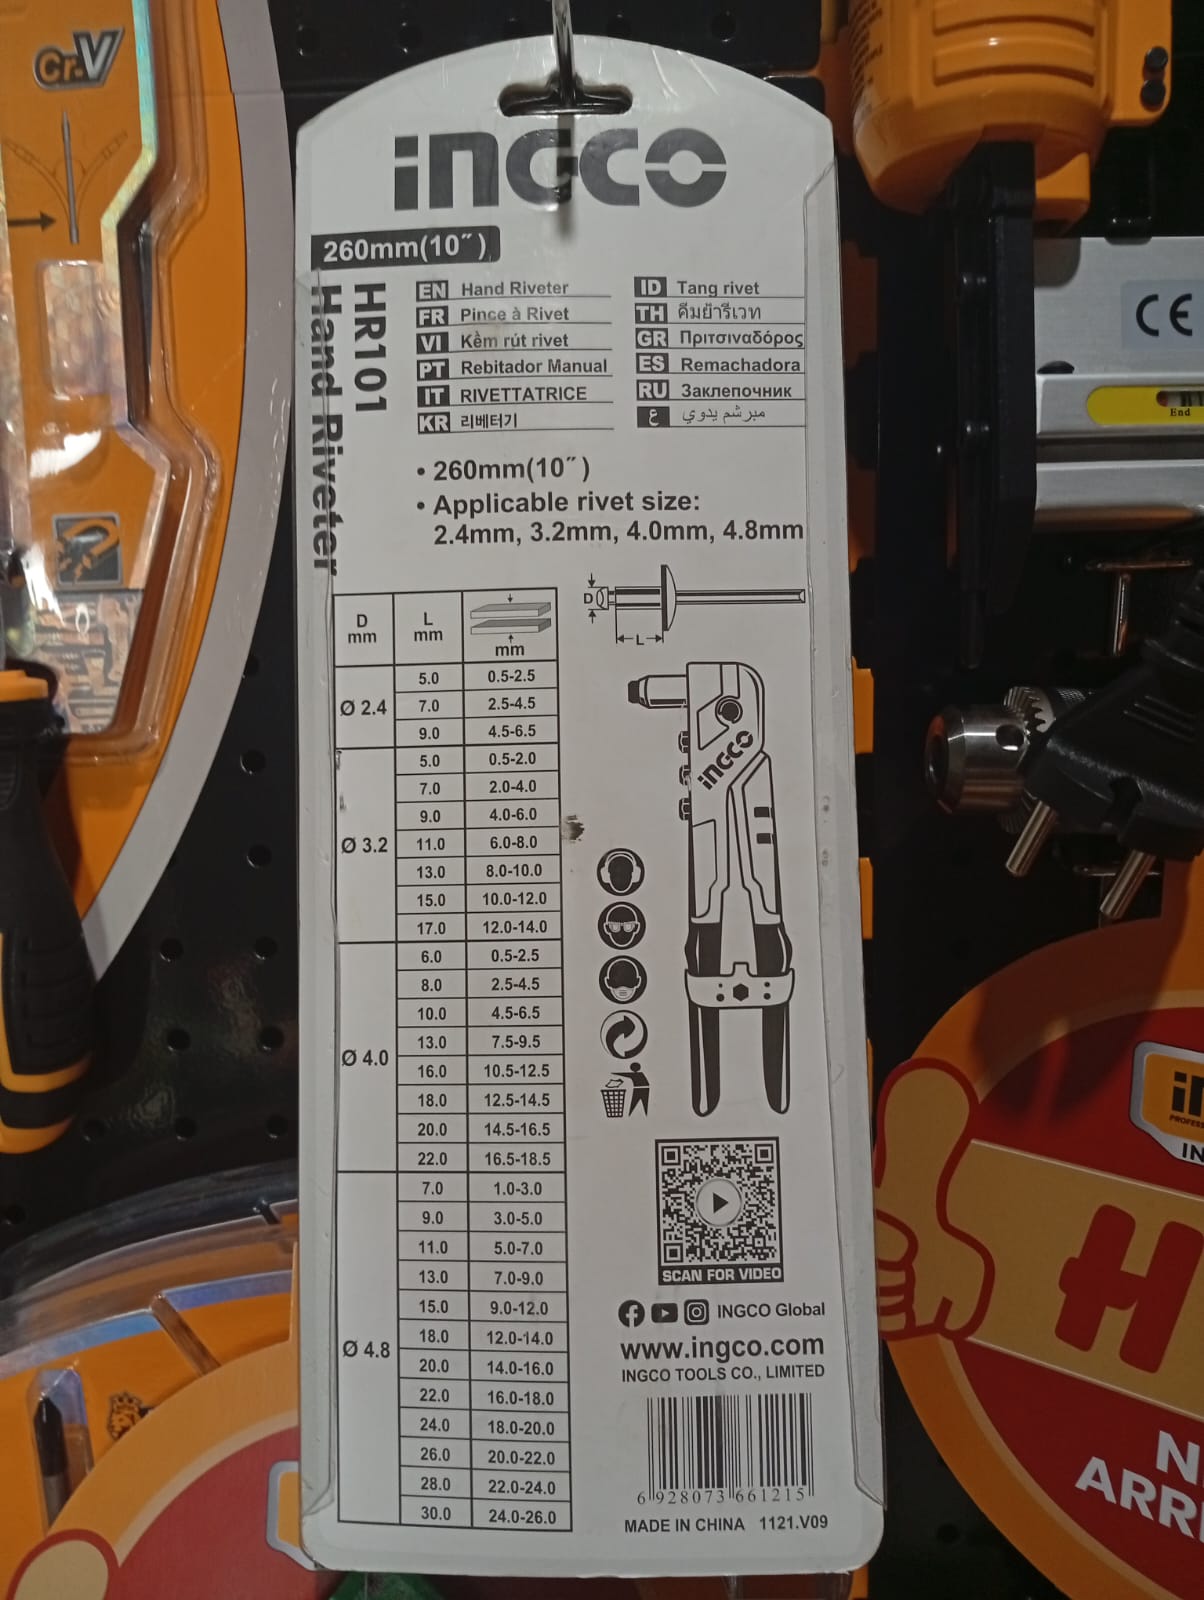 Cr-V
INGCO
260mm(10˝)
HR101
Hand Riveter
EN Hand Riveter
FR Pince à Rivet
VI Kềm rút rivet
PT Rebitador Manual
IT RIVETTATRICE
KR 리베터기
ID Tang rivet
TH คีมย้ำรีเวท
GR Πριτσιναδόρος
ES Remachadora
RU Заклепочник
ع مبرشم يدوي
• 260mm(10˝)
• Applicable rivet size:
2.4mm, 3.2mm, 4.0mm, 4.8mm
D mm L mm mm
D
L
Ø 2.4
5.0 0.5-2.5
7.0 2.5-4.5
9.0 4.5-6.5
Ø 3.2
5.0 0.5-2.0
7.0 2.0-4.0
9.0 4.0-6.0
11.0 6.0-8.0
13.0 8.0-10.0
15.0 10.0-12.0
17.0 12.0-14.0
Ø 4.0
6.0 0.5-2.5
8.0 2.5-4.5
10.0 4.5-6.5
13.0 7.5-9.5
16.0 10.5-12.5
18.0 12.5-14.5
20.0 14.5-16.5
22.0 16.5-18.5
Ø 4.8
7.0 1.0-3.0
9.0 3.0-5.0
11.0 5.0-7.0
13.0 7.0-9.0
15.0 9.0-12.0
18.0 12.0-14.0
20.0 14.0-16.0
22.0 16.0-18.0
24.0 18.0-20.0
26.0 20.0-22.0
28.0 22.0-24.0
30.0 24.0-26.0
INGCO
SCAN FOR VIDEO
INGCO Global
www.ingco.com
INGCO TOOLS CO., LIMITED
6 928073 661215
MADE IN CHINA 1121.V09
CE
End
H
N
ARRI